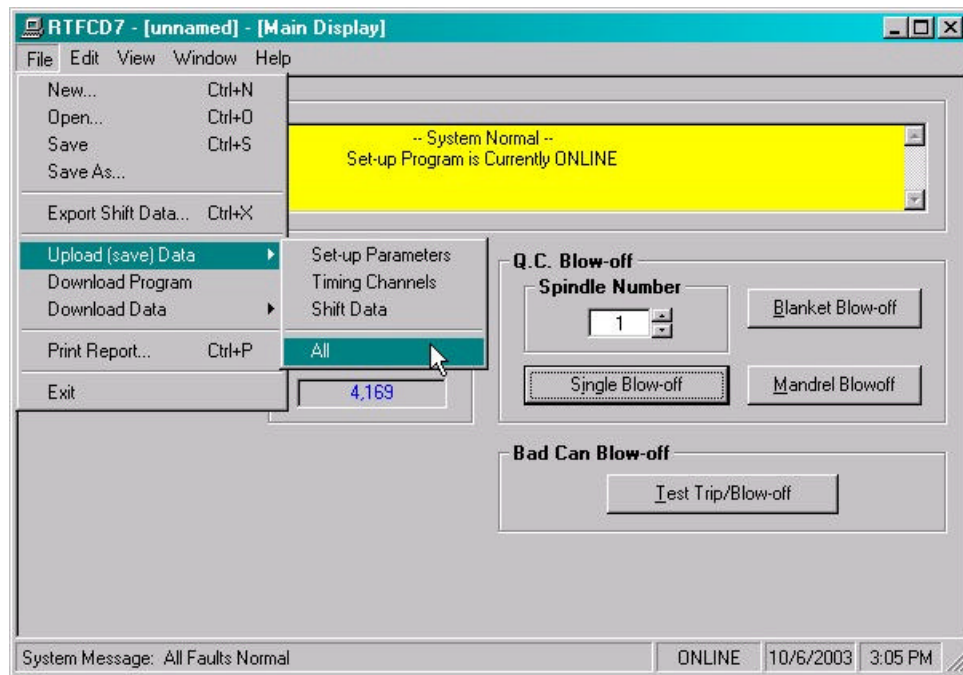 RTFCD7 - [unnamed] - [Main Display]
File Edit View Window Help
New... Ctrl+N
Open... Ctrl+O
Save Ctrl+S
Save As...
Export Shift Data... Ctrl+X
Upload (save) Data
Download Program
Download Data
Print Report... Ctrl+P
Exit
Set-up Parameters
Timing Channels
Shift Data
All
-- System Normal --
Set-up Program is Currently ONLINE
4,169
Q.C. Blow-off
Spindle Number
1
Blanket Blow-off
Single Blow-off
Mandrel Blowoff
Bad Can Blow-off
Test Trip/Blow-off
System Message: All Faults Normal
ONLINE
10/6/2003
3:05 PM